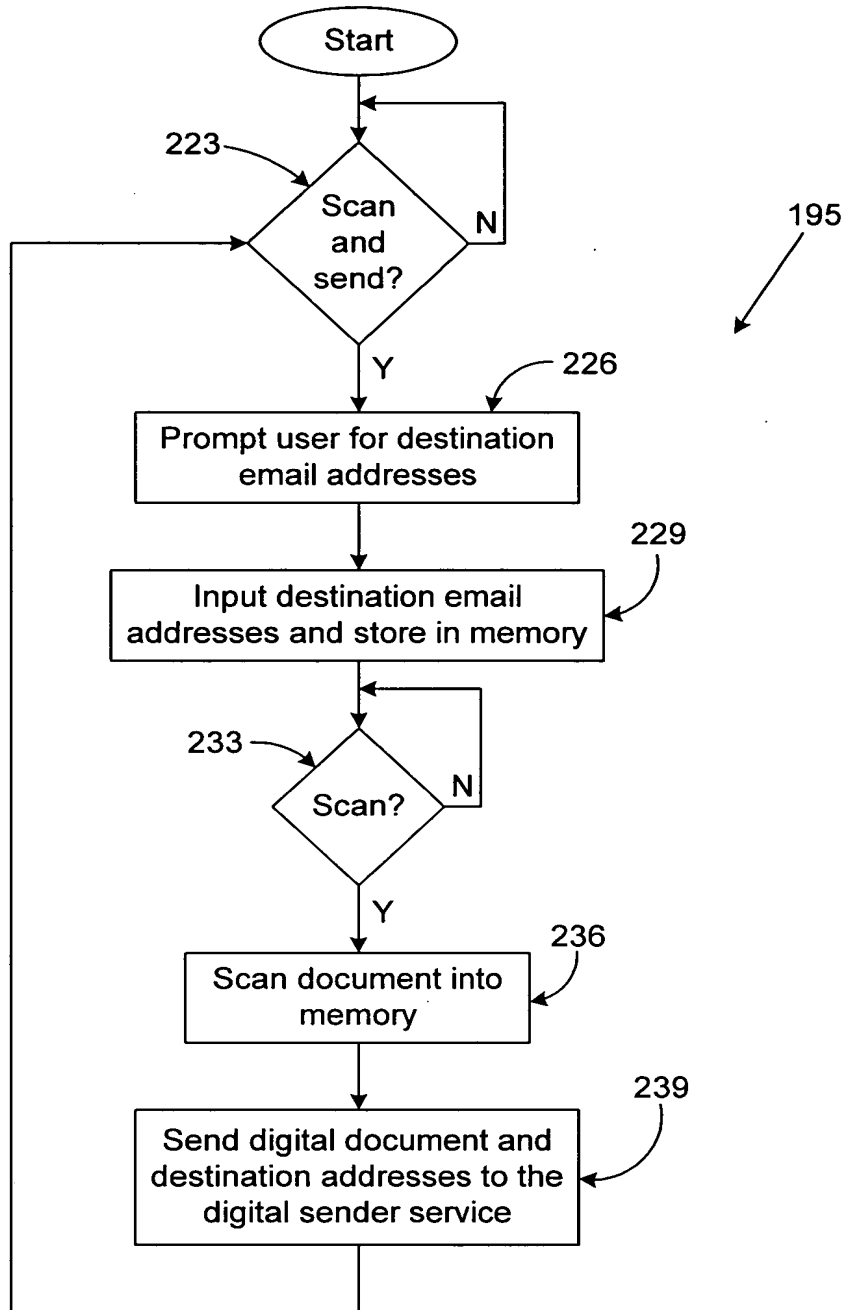 Start
223
Scan
and
send?
N
195
Y
226
Prompt user for destination
email addresses
229
Input destination email
addresses and store in memory
233
Scan?
N
Y
236
Scan document into
memory
239
Send digital document and
destination addresses to the
digital sender service